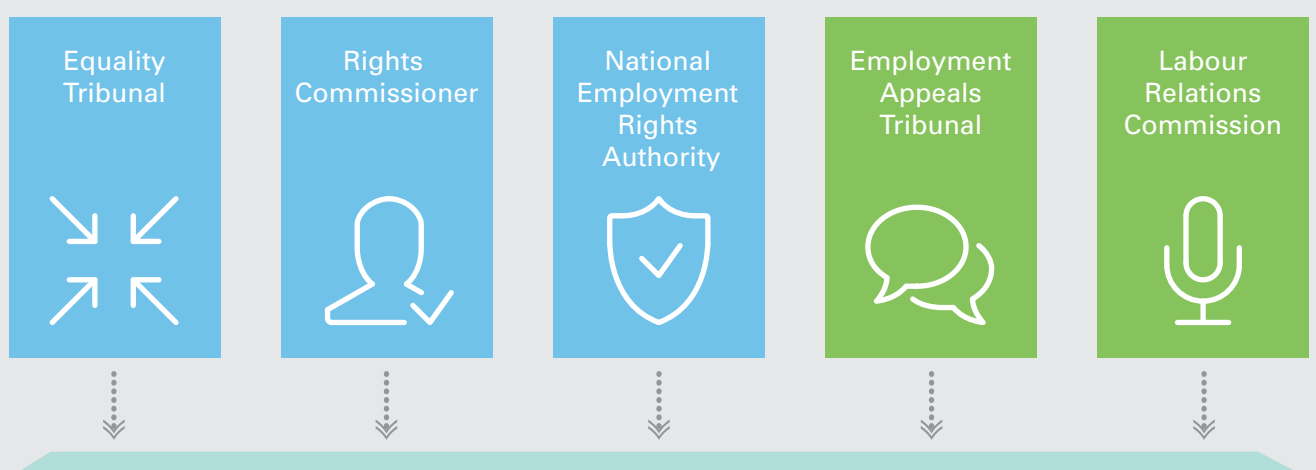 Equality
Tribunal
Rights
Commissioner
National
Employment
Rights
Authority
Employment
Appeals
Tribunal
Labour
Relations
Commission